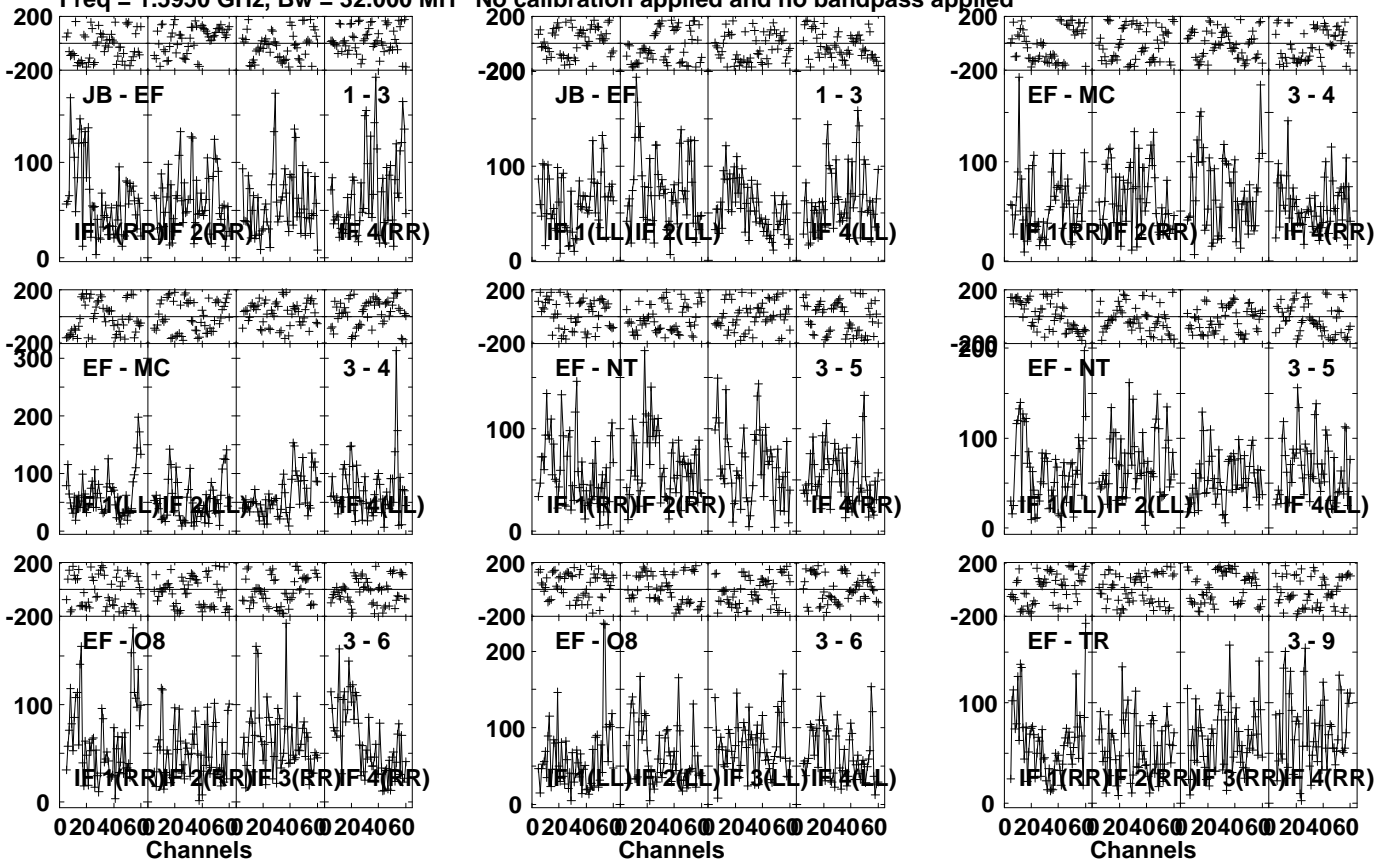 Freq = 1.5950 GHz, Bw = 32.000 MH No calibration applied and no bandpass applied
200 200 200
-200 -200 -200
JB - EF 1 - 3 JB - EF 1 - 3 EF - MC 3 - 4
100 100 100
IF 1(RR) IF 2(RR) IF 4(RR) IF 1(LL) IF 2(LL) IF 4(LL) IF 1(RR) IF 2(RR) IF 4(RR)
0 0 0
200 200 200
-200 -200 -200
300 200
EF - MC 3 - 4 EF - NT 3 - 5 EF - NT 3 - 5
200
100 100 100
IF 1(LL) IF 2(LL) IF 4(LL) IF 1(RR) IF 2(RR) IF 4(RR) IF 1(LL) IF 2(LL) IF 4(LL)
0 0 0
200 200 200
-200 -200 -200
EF - O8 3 - 6 EF - O8 3 - 6 EF - TR 3 - 9
200
100 100 100
IF 1(RR) IF 2(RR) IF 3(RR) IF 4(RR) IF 1(LL) IF 2(LL) IF 3(LL) IF 4(LL) IF 1(RR) IF 2(RR) IF 3(RR) IF 4(RR)
0 0 0
0 20 40 60 0 20 40 60 0 20 40 60 0 20 40 60 0 20 40 60 0 20 40 60 0 20 40 60 0 20 40 60 0 20 40 60 0 20 40 60 0 20 40 60 0 20 40 60
Channels Channels Channels